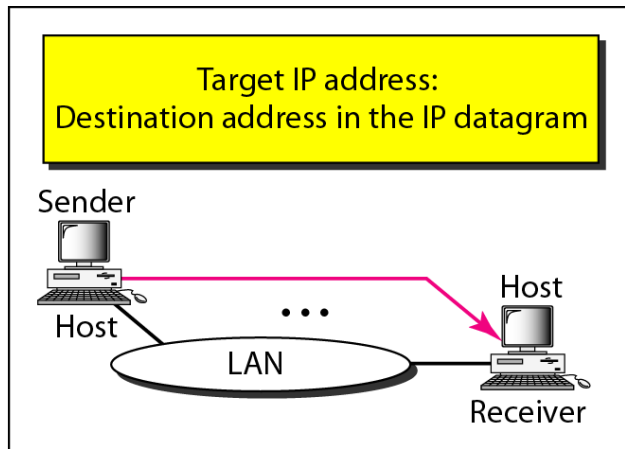 Target IP address:
Destination address in the IP datagram
Sender
Host
Host
• • •
LAN
Receiver